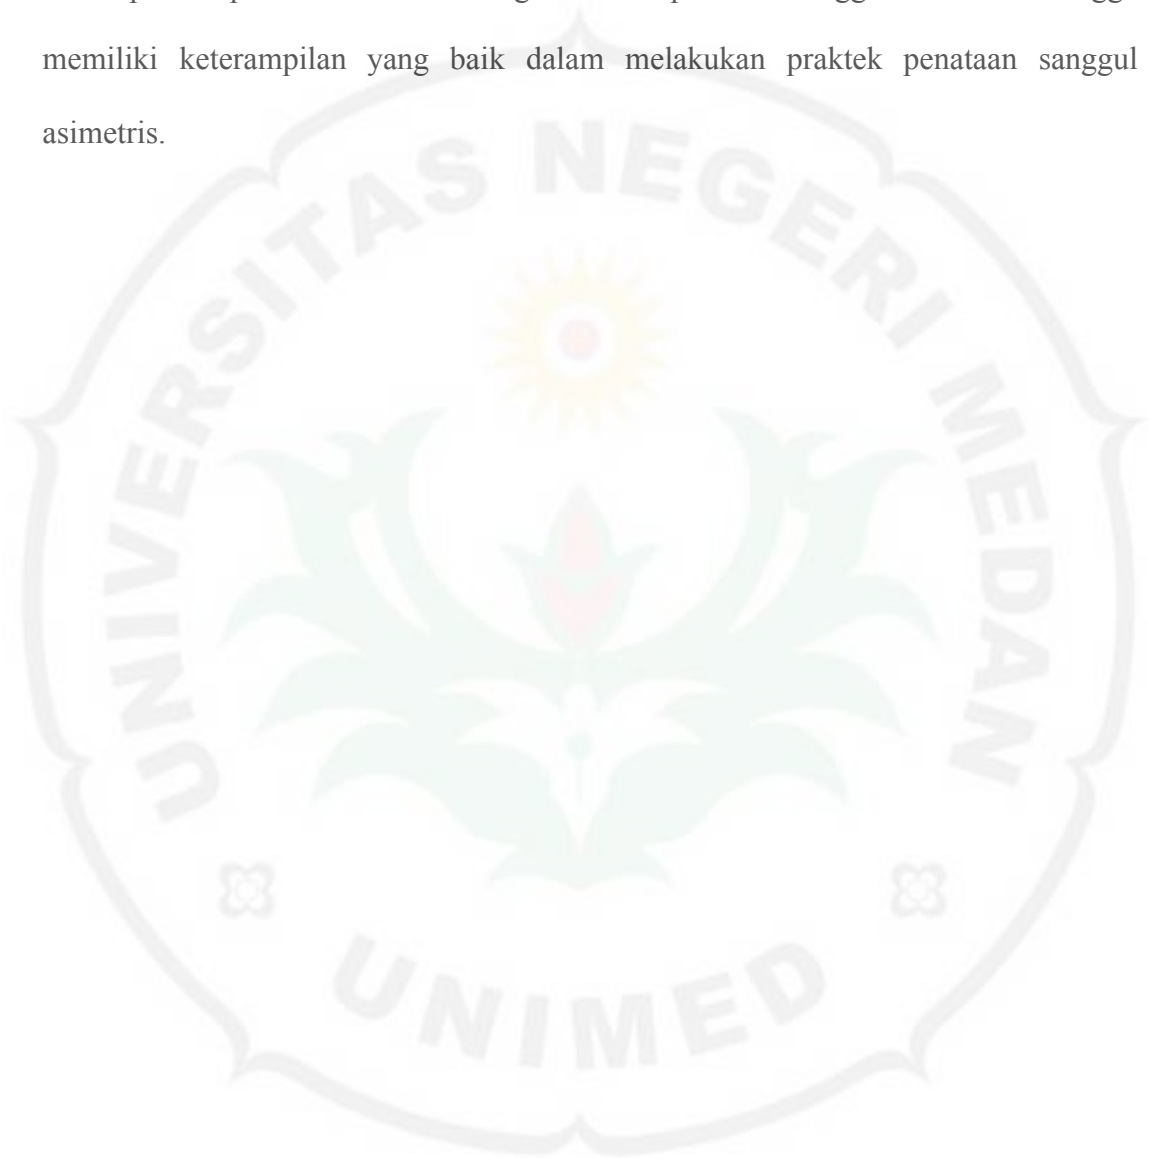 memiliki keterampilan yang baik dalam melakukan praktek penataan sanggul
asimetris.
UNIVERSITAS NEGERI MEDAN
UNIMED